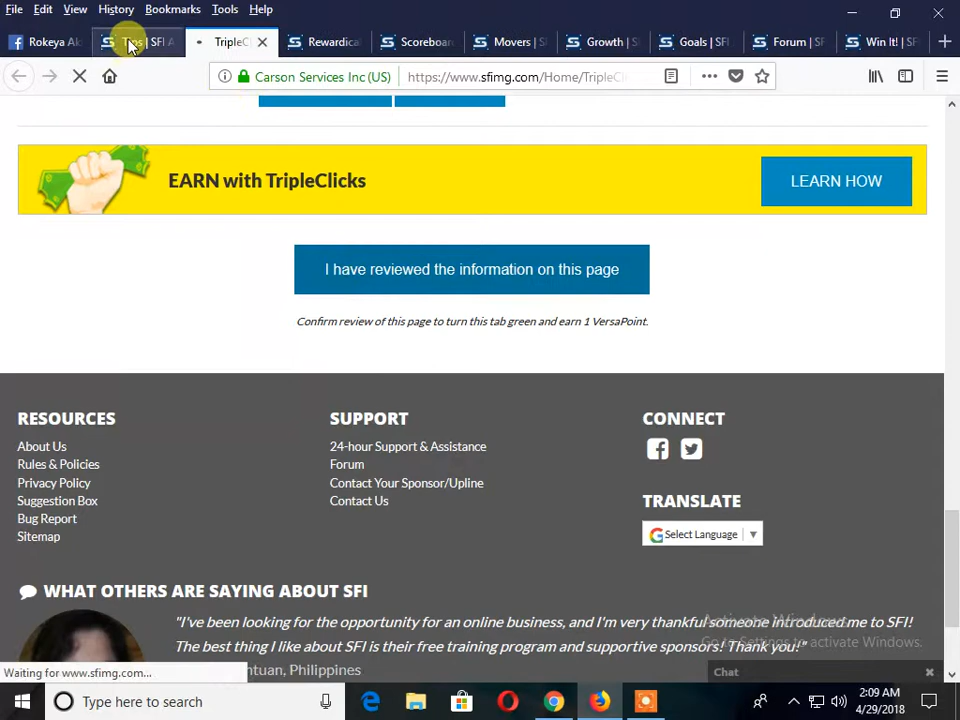 File Edit View History Bookmarks Tools Help
Rokeya Ak
Tips | SFI A
TripleC
Rewardica
Scoreboar
Movers | S
Growth | S
Goals | SFI
Forum | SF
Win It! | SF
Carson Services Inc (US) https://www.sfimg.com/Home/TripleCl
EARN with TripleClicks
LEARN HOW
I have reviewed the information on this page
Confirm review of this page to turn this tab green and earn 1 VersaPoint.
RESOURCES
About Us
Rules & Policies
Privacy Policy
Suggestion Box
Bug Report
Sitemap
SUPPORT
24-hour Support & Assistance
Forum
Contact Your Sponsor/Upline
Contact Us
CONNECT
TRANSLATE
Select Language
WHAT OTHERS ARE SAYING ABOUT SFI
"I've been looking for the opportunity for an online business, and I'm very thankful someone introduced me to SFI!
The best thing I like about SFI is their free training program and supportive sponsors! Thank you!"
ntuan, Philippines
Activate Windows
Go to Settings to activate Windows.
Chat
Waiting for www.sfimg.com...
Type here to search
2:09 AM
4/29/2018